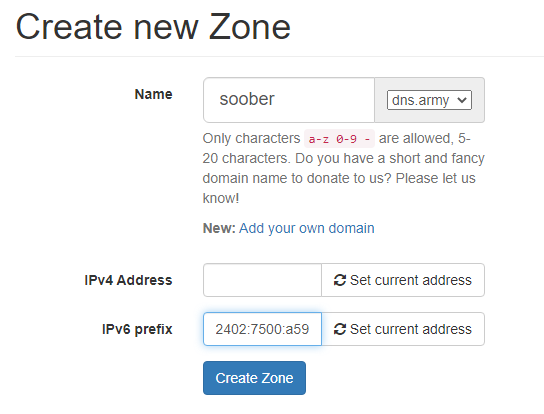 Create new Zone
Name
soober
dns.army
Only characters a-z 0-9 - are allowed, 5-
20 characters. Do you have a short and fancy
domain name to donate to us? Please let us
know!
New: Add your own domain
IPv4 Address
Set current address
IPv6 prefix
2402:7500:a59
Set current address
Create Zone